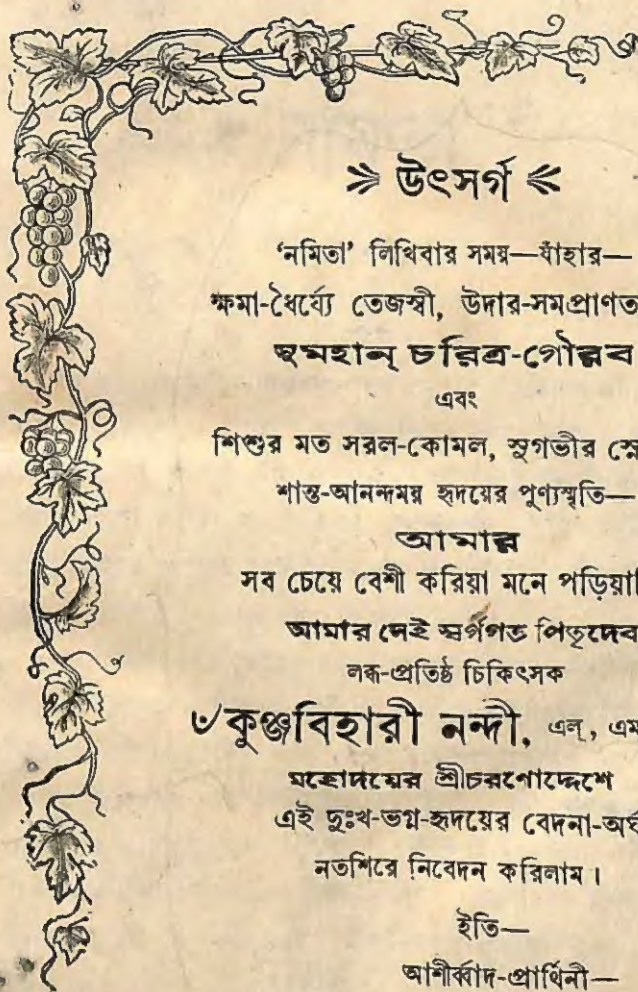 উৎসর্গ
‘নমিতা’ লিখিবার সময়—যাঁহার—
ক্ষমা-ধৈর্য্যে তেজস্বী, উদার-সমপ্রাণত
সুমহান্ চরিত্র-গৌরব
এবং
শিশুর মত সরল-কোমল, সুগভীর স্নে
শান্ত-আনন্দময় হৃদয়ের পুণ্যস্মৃতি—
আমার
সব চেয়ে বেশী করিয়া মনে পড়িয়া
আমার সেই স্বর্গগত পিতৃদেব
লব্ধ-প্রতিষ্ঠ চিকিৎসক
৺কুঞ্জবিহারী নন্দী, এল্, এম
মহোদয়ের শ্রীচরণোদ্দেশে
এই দুঃখ-ভগ্ন-হৃদয়ের বেদনা-অর্ঘ
নতশিরে নিবেদন করিলাম।
ইতি—
আশীর্ব্বাদ-প্রার্থিনী—